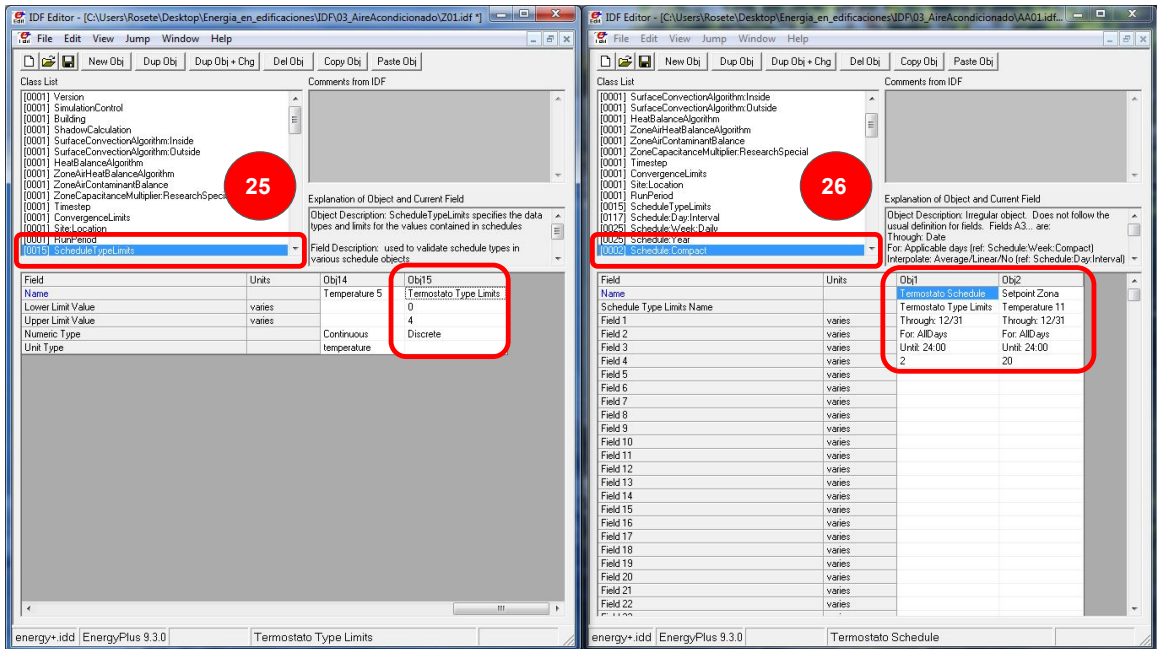 IDF Editor - [C:\Users\Rosete\Desktop\Energia_en_edificaciones\IDF\03_AireAcondicionado\Z01.idf *]
File Edit View Jump Window Help
New Obj Dup Obj Dup Obj + Chg Del Obj Copy Obj Paste Obj
Class List
Comments from IDF
[0001] Version
[0001] SimulationControl
[0001] Building
[0001] ShadowCalculation
[0001] SurfaceConvectionAlgorithm:Inside
[0001] SurfaceConvectionAlgorithm:Outside
[0001] HeatBalanceAlgorithm
[0001] ZoneAirHeatBalanceAlgorithm
[0001] ZoneAirContaminantBalance
[0001] ZoneCapacitanceMultiplier:ResearchSpeci
[0001] Timestep
[0001] ConvergenceLimits
[0001] Site:Location
[0001] RunPeriod
[0015] ScheduleTypeLimits
25
Explanation of Object and Current Field
Object Description: ScheduleTypeLimits specifies the data
types and limits for the values contained in schedules
Field Description: used to validate schedule types in
various schedule objects
Field Units Obj14 Obj15
Name Temperature 5 Termostato Type Limits
Lower Limit Value varies 0
Upper Limit Value varies 4
Numeric Type Continuous Discrete
Unit Type temperature
energy+.idd EnergyPlus 9.3.0 Termostato Type Limits
IDF Editor - [C:\Users\Rosete\Desktop\Energia_en_edificaciones\IDF\03_AireAcondicionado\AA01.idf...
File Edit View Jump Window Help
New Obj Dup Obj Dup Obj + Chg Del Obj Copy Obj Paste Obj
Class List
Comments from IDF
[0001] SurfaceConvectionAlgorithm:Inside
[0001] SurfaceConvectionAlgorithm:Outside
[0001] HeatBalanceAlgorithm
[0001] ZoneAirHeatBalanceAlgorithm
[0001] ZoneAirContaminantBalance
[0001] ZoneCapacitanceMultiplier:ResearchSpecial
[0001] Timestep
[0001] ConvergenceLimits
[0001] Site:Location
[0001] RunPeriod
[0015] ScheduleTypeLimits
[0117] Schedule:Day:Interval
[0025] Schedule:Week:Daily
[0025] Schedule:Year
[0002] Schedule:Compact
26
Explanation of Object and Current Field
Object Description: Irregular object. Does not follow the
usual definition for fields. Fields A3... are:
Through: Date
For: Applicable days (ref: Schedule:Week:Compact)
Interpolate: Average/Linear/No (ref: Schedule:Day:Interval)
Field Units Obj1 Obj2
Name Termostato Schedule Setpoint Zona
Schedule Type Limits Name Termostato Type Limits Temperature 11
Field 1 varies Through: 12/31 Through: 12/31
Field 2 varies For: AllDays For: AllDays
Field 3 varies Until: 24:00 Until: 24:00
Field 4 varies 2 20
Field 5 varies
Field 6 varies
Field 7 varies
Field 8 varies
Field 9 varies
Field 10 varies
Field 11 varies
Field 12 varies
Field 13 varies
Field 14 varies
Field 15 varies
Field 16 varies
Field 17 varies
Field 18 varies
Field 19 varies
Field 20 varies
Field 21 varies
Field 22 varies
energy+.idd EnergyPlus 9.3.0 Termostato Schedule